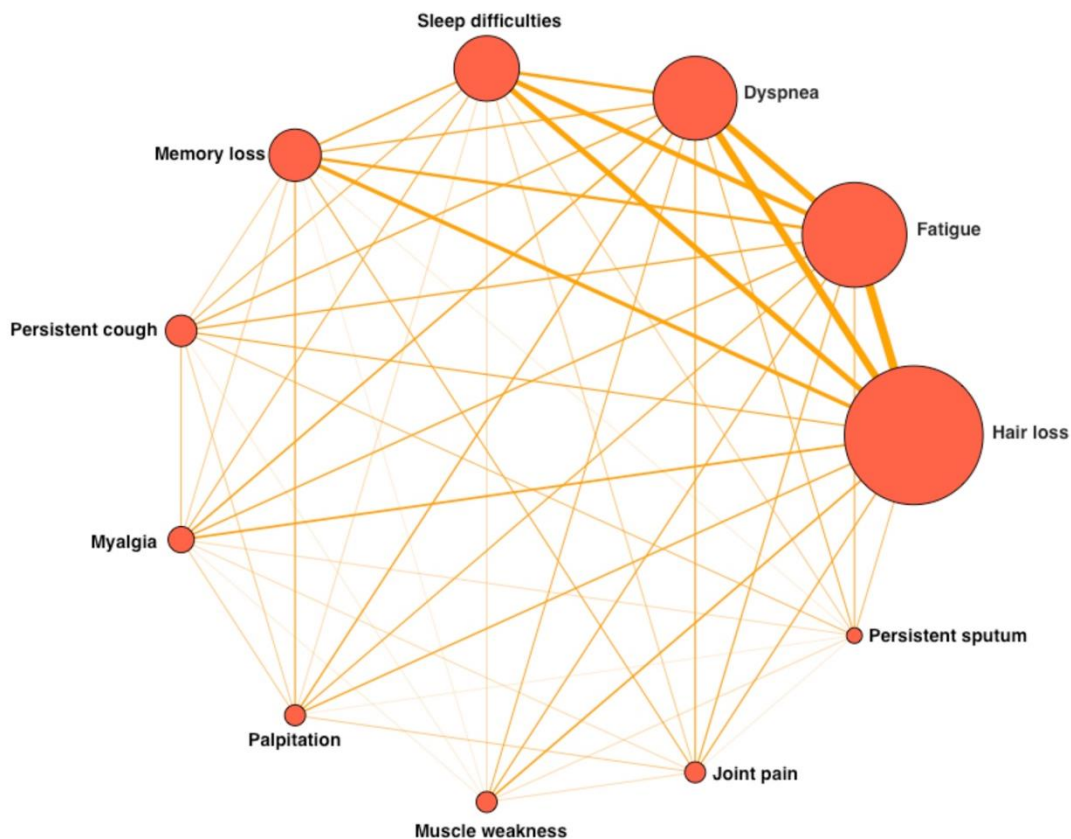 Sleep difficulties
Dyspnea
Memory loss
Fatigue
Persistent cough
Hair loss
Myalgia
Persistent sputum
Palpitation
Joint pain
Muscle weakness